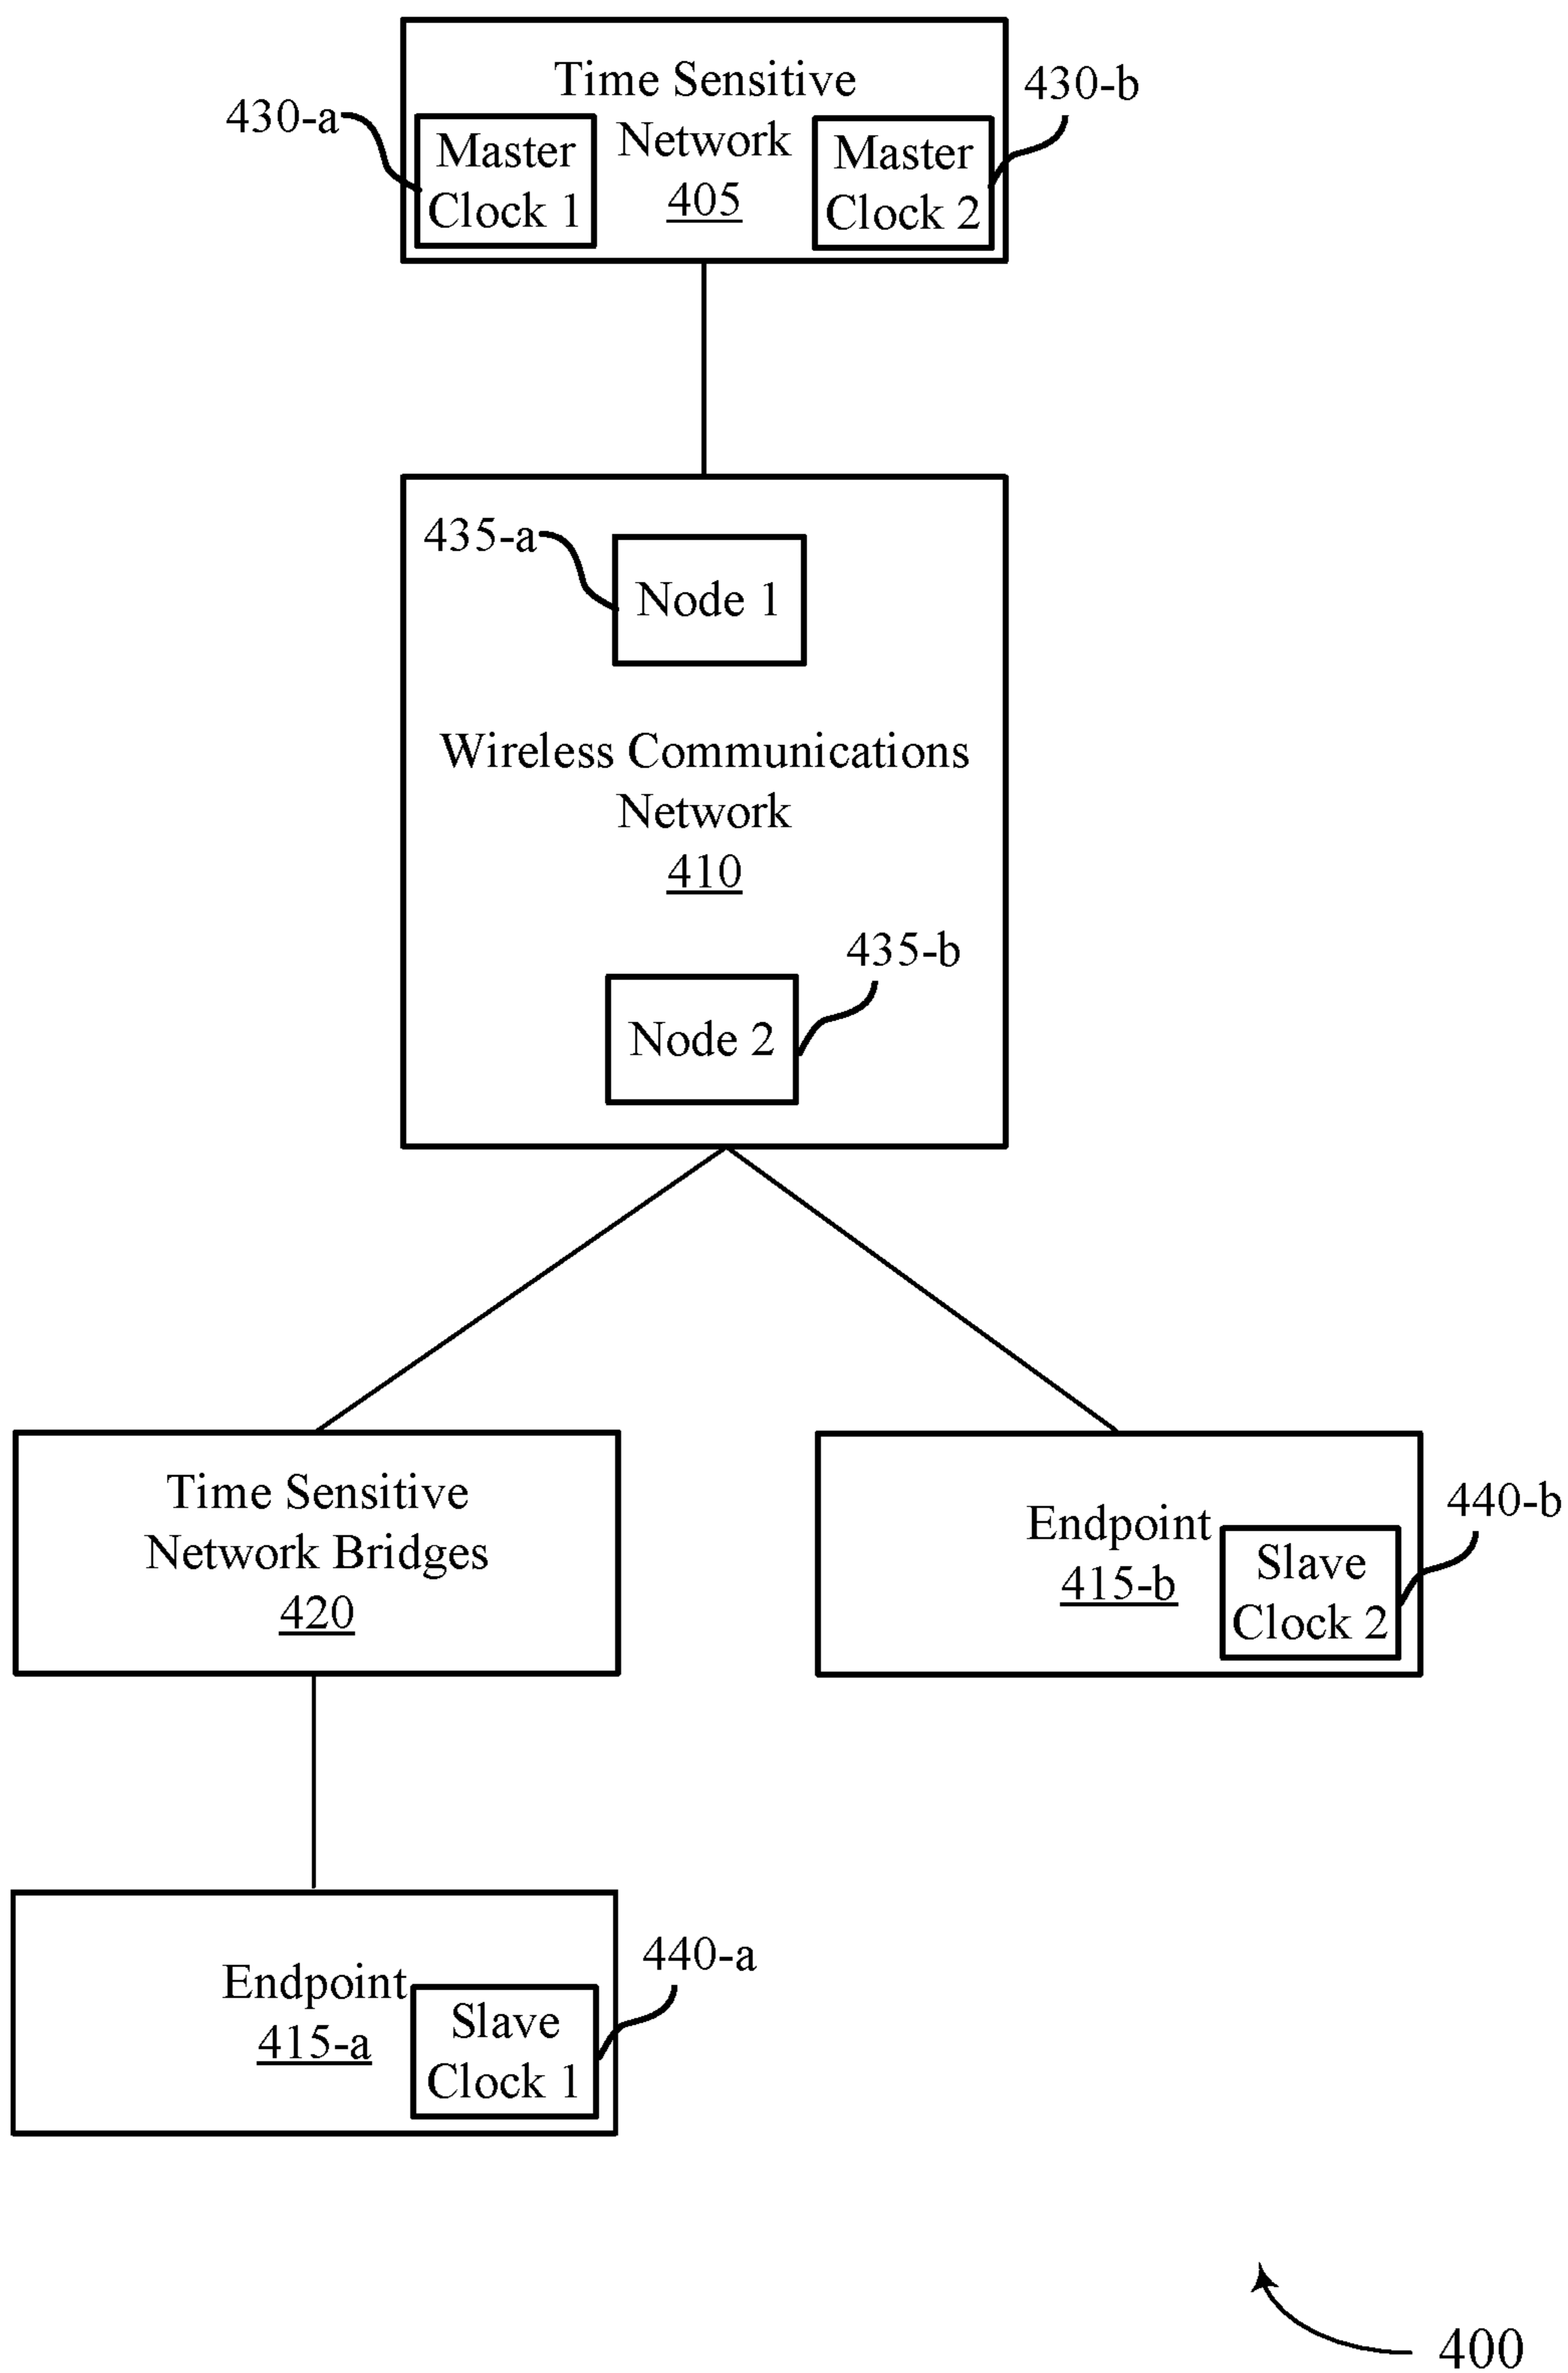 Time Sensitive
Network
405
430-a
Master
Clock 1
430-b
Master
Clock 2
435-a
Node 1
Wireless Communications
Network
410
435-b
Node 2
Time Sensitive
Network Bridges
420
Endpoint
415-b
440-b
Slave
Clock 2
Endpoint
415-a
440-a
Slave
Clock 1
400